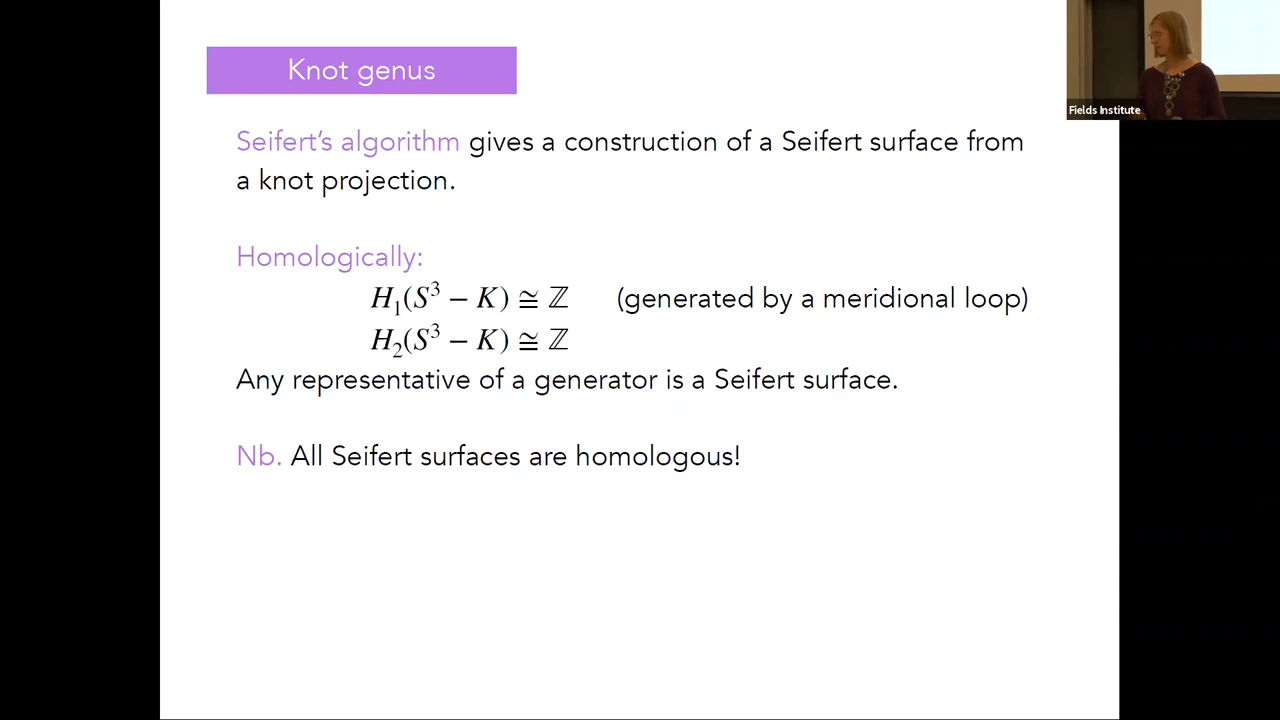 Knot genus
Fields Institute
Seifert's algorithm gives a construction of a Seifert surface from
a knot projection.
Homologically:
H₁(S³ − K) ≅ ℤ (generated by a meridional loop)
H₂(S³ − K) ≅ ℤ
Any representative of a generator is a Seifert surface.
Nb. All Seifert surfaces are homologous!